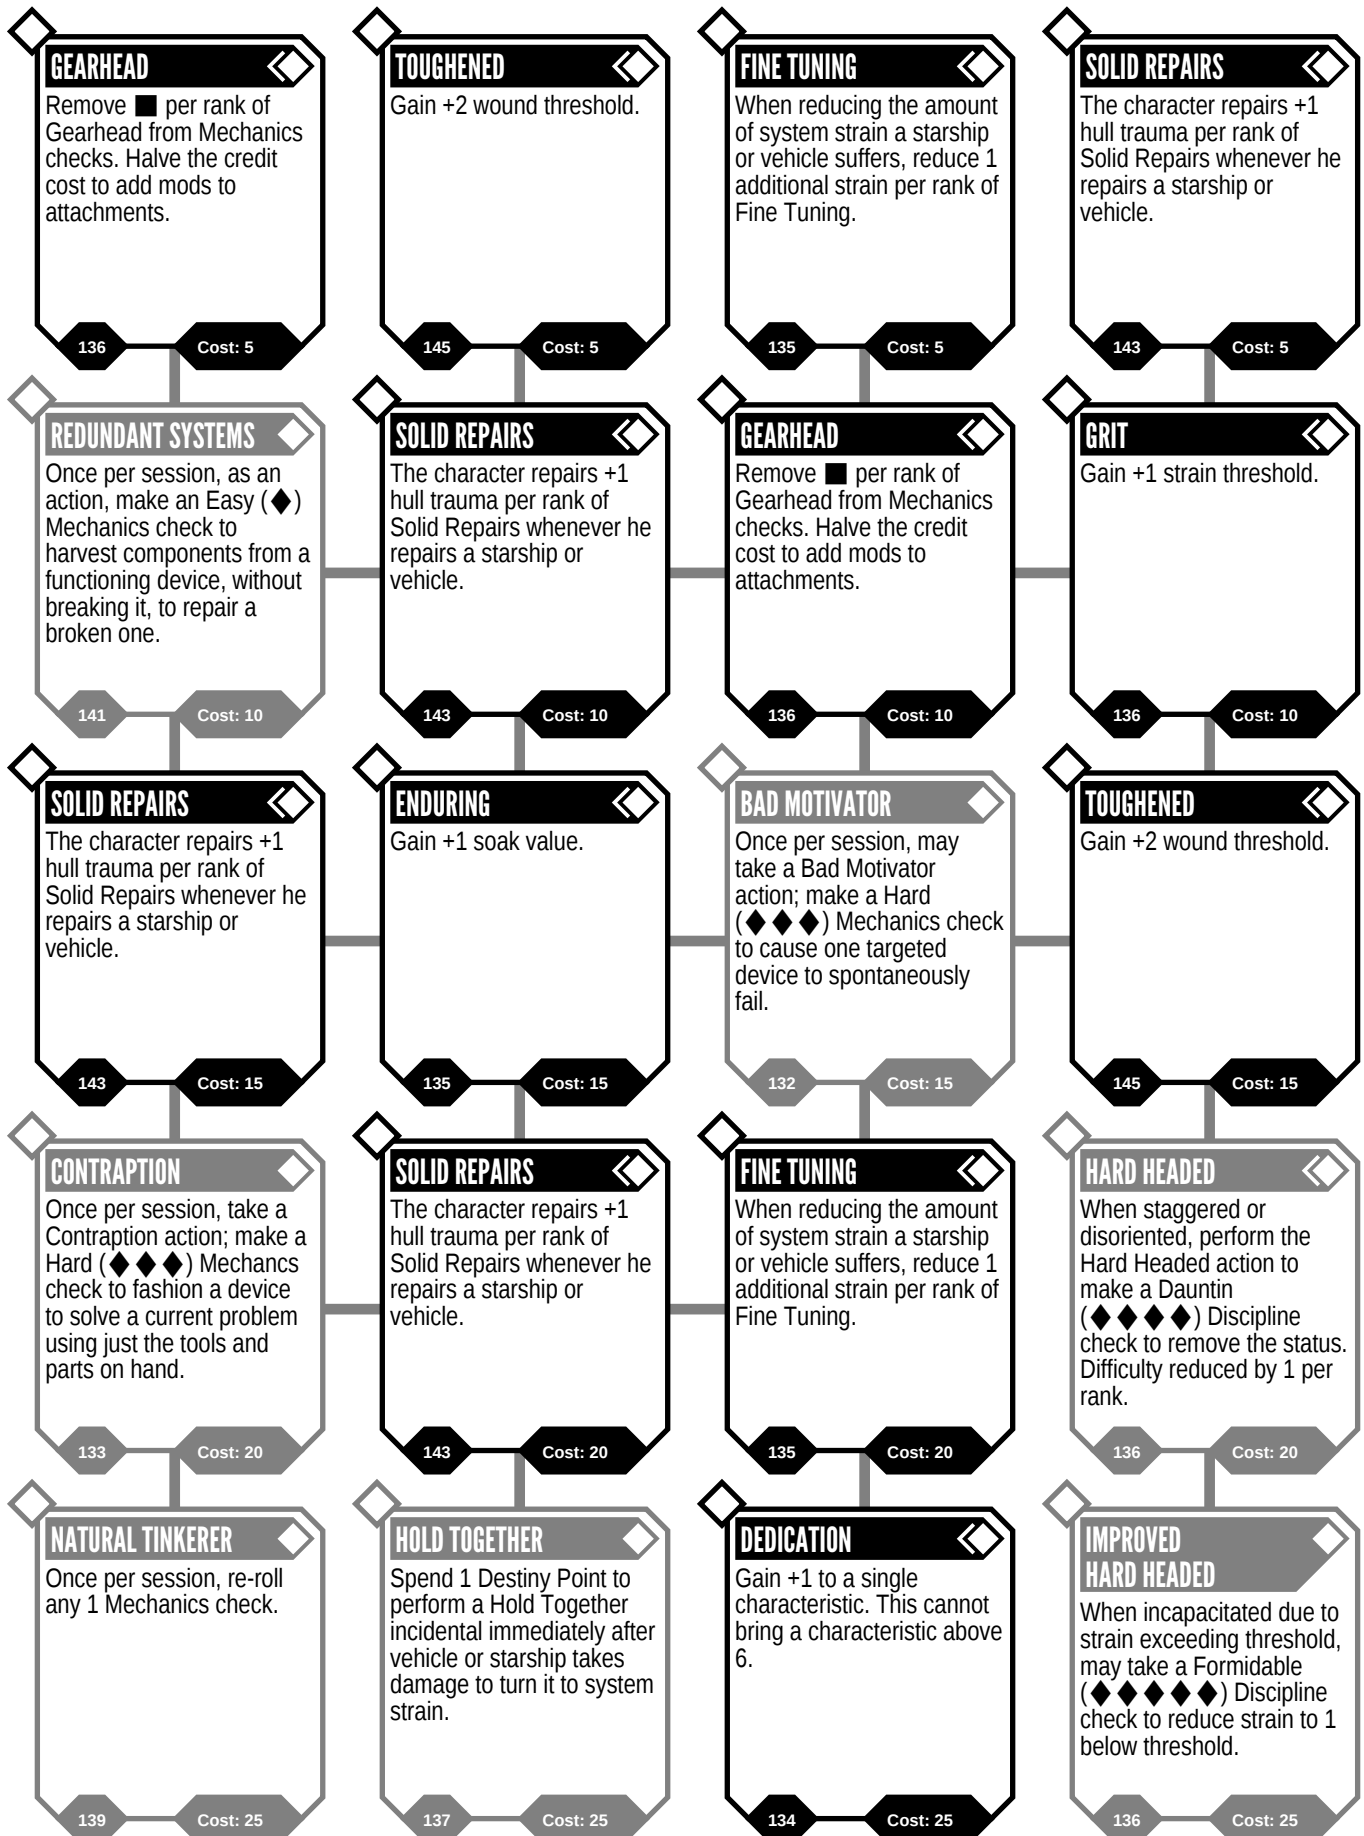 GEARHEAD
Remove ■ per rank of
Gearhead from Mechanics
checks. Halve the credit
cost to add mods to
attachments.
136
Cost: 5
TOUGHENED
Gain +2 wound threshold.
145
Cost: 5
FINE TUNING
When reducing the amount
of system strain a starship
or vehicle suffers, reduce 1
additional strain per rank of
Fine Tuning.
135
Cost: 5
SOLID REPAIRS
The character repairs +1
hull trauma per rank of
Solid Repairs whenever he
repairs a starship or
vehicle.
143
Cost: 5
REDUNDANT SYSTEMS
Once per session, as an
action, make an Easy (♦)
Mechanics check to
harvest components from a
functioning device, without
breaking it, to repair a
broken one.
141
Cost: 10
SOLID REPAIRS
The character repairs +1
hull trauma per rank of
Solid Repairs whenever he
repairs a starship or
vehicle.
143
Cost: 10
GEARHEAD
Remove ■ per rank of
Gearhead from Mechanics
checks. Halve the credit
cost to add mods to
attachments.
136
Cost: 10
GRIT
Gain +1 strain threshold.
136
Cost: 10
SOLID REPAIRS
The character repairs +1
hull trauma per rank of
Solid Repairs whenever he
repairs a starship or
vehicle.
143
Cost: 15
ENDURING
Gain +1 soak value.
135
Cost: 15
BAD MOTIVATOR
Once per session, may
take a Bad Motivator
action; make a Hard
(♦♦♦) Mechanics check
to cause one targeted
device to spontaneously
fail.
132
Cost: 15
TOUGHENED
Gain +2 wound threshold.
145
Cost: 15
CONTRAPTION
Once per session, take a
Contraption action; make a
Hard (♦♦♦) Mechancs
check to fashion a device
to solve a current problem
using just the tools and
parts on hand.
133
Cost: 20
SOLID REPAIRS
The character repairs +1
hull trauma per rank of
Solid Repairs whenever he
repairs a starship or
vehicle.
143
Cost: 20
FINE TUNING
When reducing the amount
of system strain a starship
or vehicle suffers, reduce 1
additional strain per rank of
Fine Tuning.
135
Cost: 20
HARD HEADED
When staggered or
disoriented, perform the
Hard Headed action to
make a Dauntin
(♦♦♦♦) Discipline
check to remove the status.
Difficulty reduced by 1 per
rank.
136
Cost: 20
NATURAL TINKERER
Once per session, re-roll
any 1 Mechanics check.
139
Cost: 25
HOLD TOGETHER
Spend 1 Destiny Point to
perform a Hold Together
incidental immediately after
vehicle or starship takes
damage to turn it to system
strain.
137
Cost: 25
DEDICATION
Gain +1 to a single
characteristic. This cannot
bring a characteristic above
6.
134
Cost: 25
IMPROVED
HARD HEADED
When incapacitated due to
strain exceeding threshold,
may take a Formidable
(♦♦♦♦♦) Discipline
check to reduce strain to 1
below threshold.
136
Cost: 25